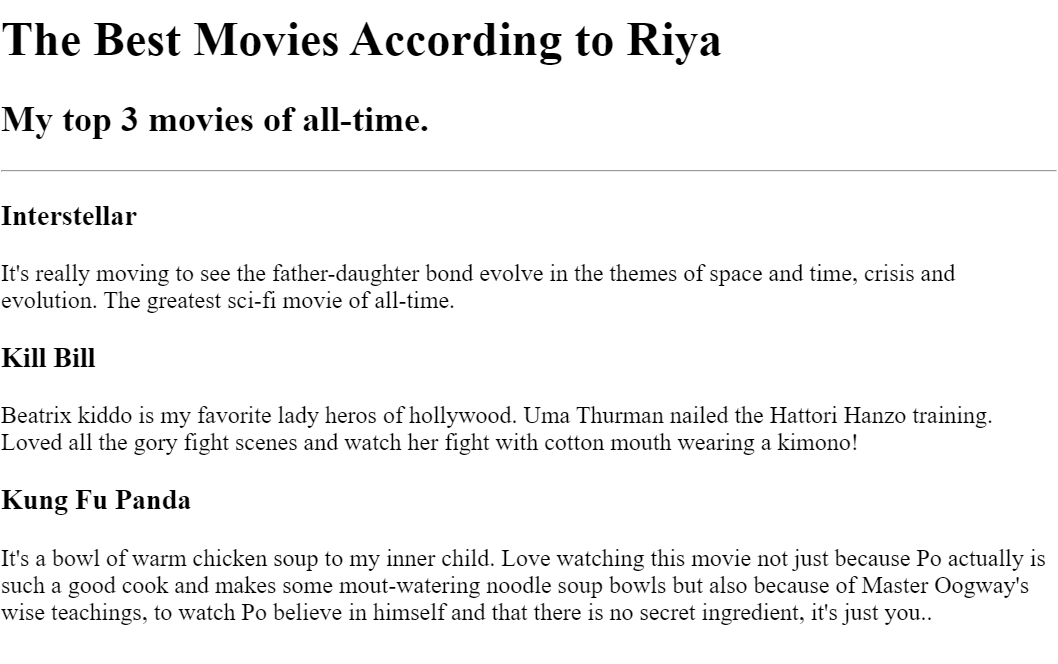 The Best Movies According to Riya
My top 3 movies of all-time.
Interstellar
It's really moving to see the father-daughter bond evolve in the themes of space and time, crisis and
evolution. The greatest sci-fi movie of all-time.
Kill Bill
Beatrix kiddo is my favorite lady heros of hollywood. Uma Thurman nailed the Hattori Hanzo training.
Loved all the gory fight scenes and watch her fight with cotton mouth wearing a kimono!
Kung Fu Panda
It's a bowl of warm chicken soup to my inner child. Love watching this movie not just because Po actually is
such a good cook and makes some mout-watering noodle soup bowls but also because of Master Oogway's
wise teachings, to watch Po believe in himself and that there is no secret ingredient, it's just you..